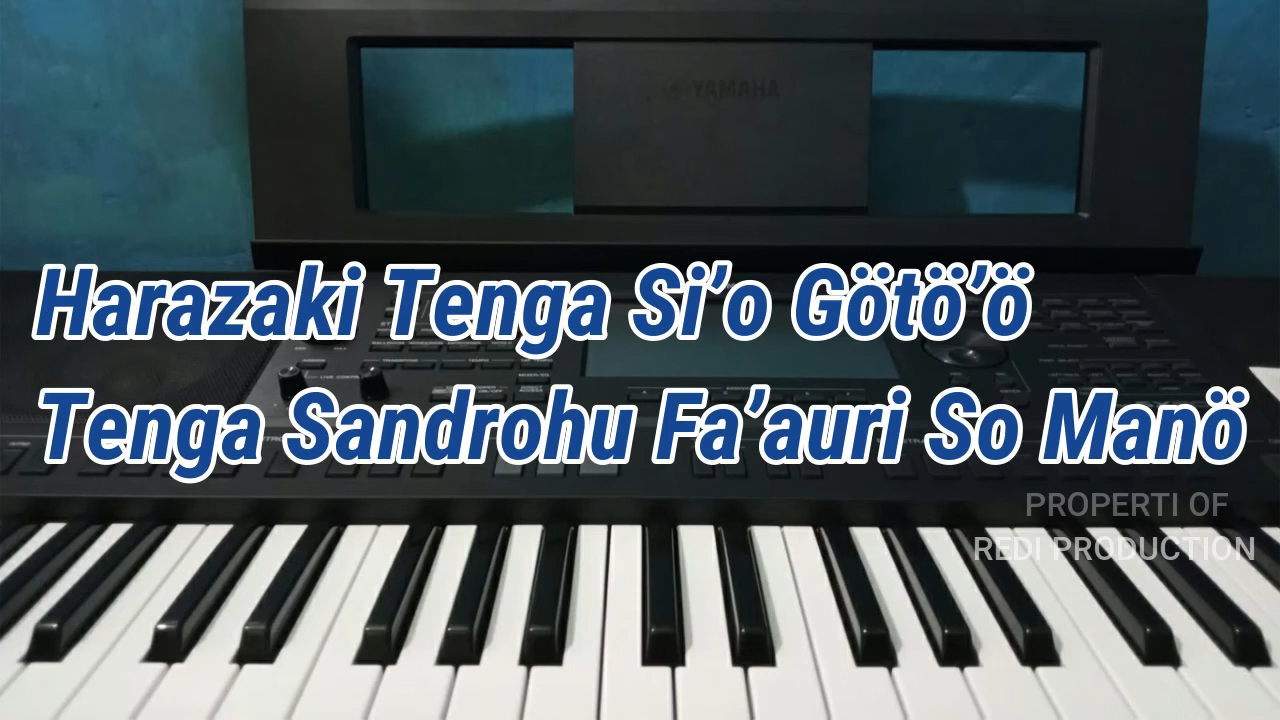 YAMAHA
Harazaki Tenga Si’o Götö’ö
Tenga Sandrohu Fa’auri So Manö
PROPERTI OF
REDI PRODUCTION